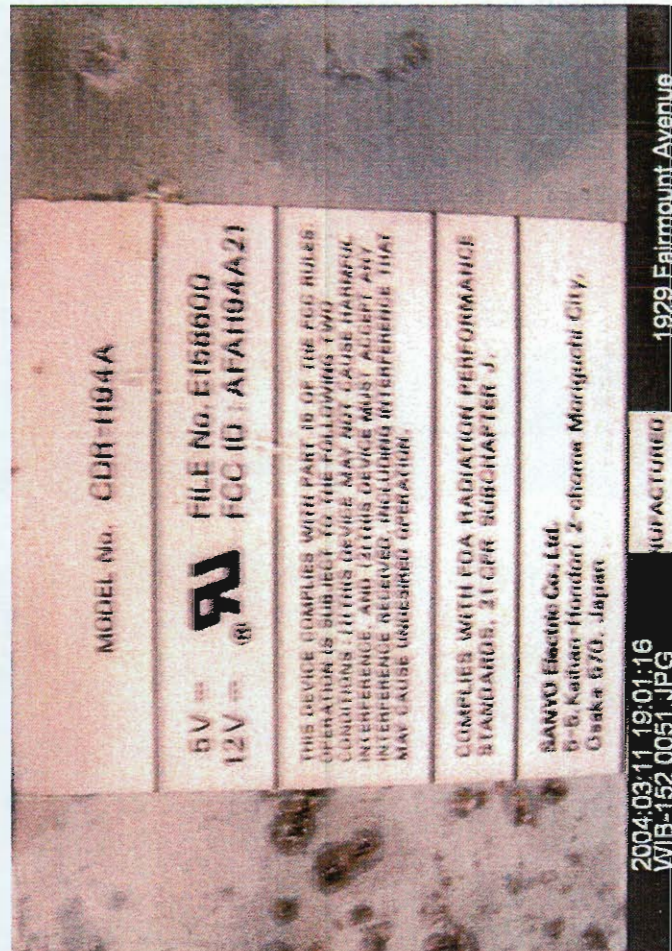 MODEL No. CDR-H94A
5V ⎓
12V ⎓
® RU
FILE No. E158600
FCC ID : AFAH94A21
THIS DEVICE COMPLIES WITH PART 15 OF THE FCC RULES
OPERATION IS SUBJECT TO THE FOLLOWING TWO
CONDITIONS : (1)THIS DEVICE MAY NOT CAUSE HARMFUL
INTERFERENCE, AND (2)THIS DEVICE MUST ACCEPT ANY
INTERFERENCE RECEIVED, INCLUDING INTERFERENCE THAT
MAY CAUSE UNDESIRED OPERATION.
COMPLIES WITH FDA RADIATION PERFORMANCE
STANDARDS, 21 CFR SUBCHAPTER J.
SANYO Electric Co., Ltd.
5-5, Keihan-Hondori 2-chome Moriguchi City,
Osaka 570, Japan
NUFACTURED
2004:03:11 19:01:16
1929 Fairmount Avenue
WIB-152 0051.JPG